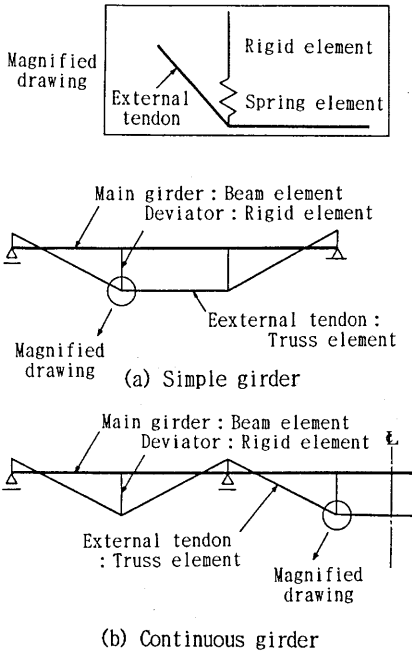 Magnified
drawing
Rigid element
External
tendon
Spring element
Main girder : Beam element
Deviator : Rigid element
Eexternal tendon :
Truss element
Magnified
drawing
(a) Simple girder
Main girder : Beam element
Deviator : Rigid element
℄
External tendon
: Truss element
Magnified
drawing
(b) Continuous girder